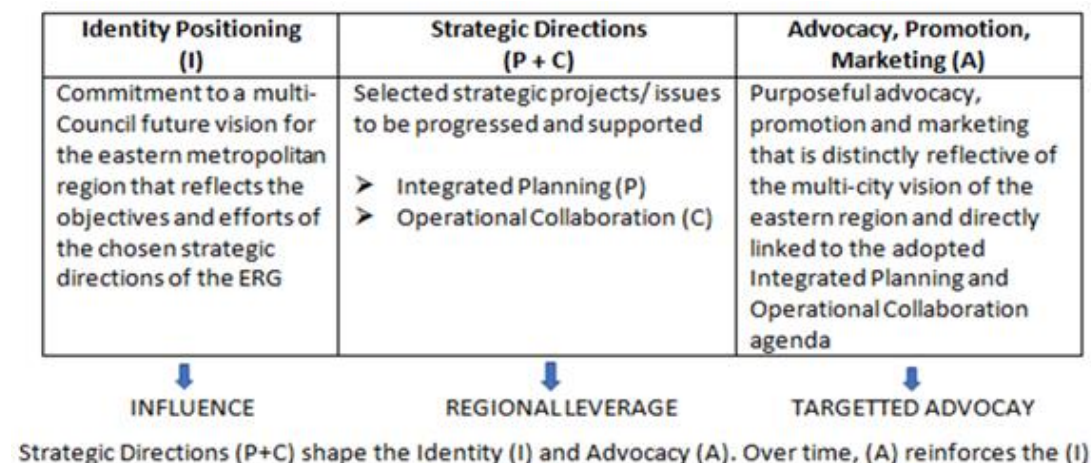 Identity Positioning
(I)
Strategic Directions
(P + C)
Advocacy, Promotion,
Marketing (A)
Commitment to a multi-
Council future vision for
the eastern metropolitan
region that reflects the
objectives and efforts of
the chosen strategic
directions of the ERG
Selected strategic projects/ issues
to be progressed and supported
➤ Integrated Planning (P)
➤ Operational Collaboration (C)
Purposeful advocacy,
promotion and marketing
that is distinctly reflective of
the multi-city vision of the
eastern region and directly
linked to the adopted
Integrated Planning and
Operational Collaboration
agenda
INFLUENCE
REGIONAL LEVERAGE
TARGETTED ADVOCAY
Strategic Directions (P+C) shape the Identity (I) and Advocacy (A). Over time, (A) reinforces the (I)